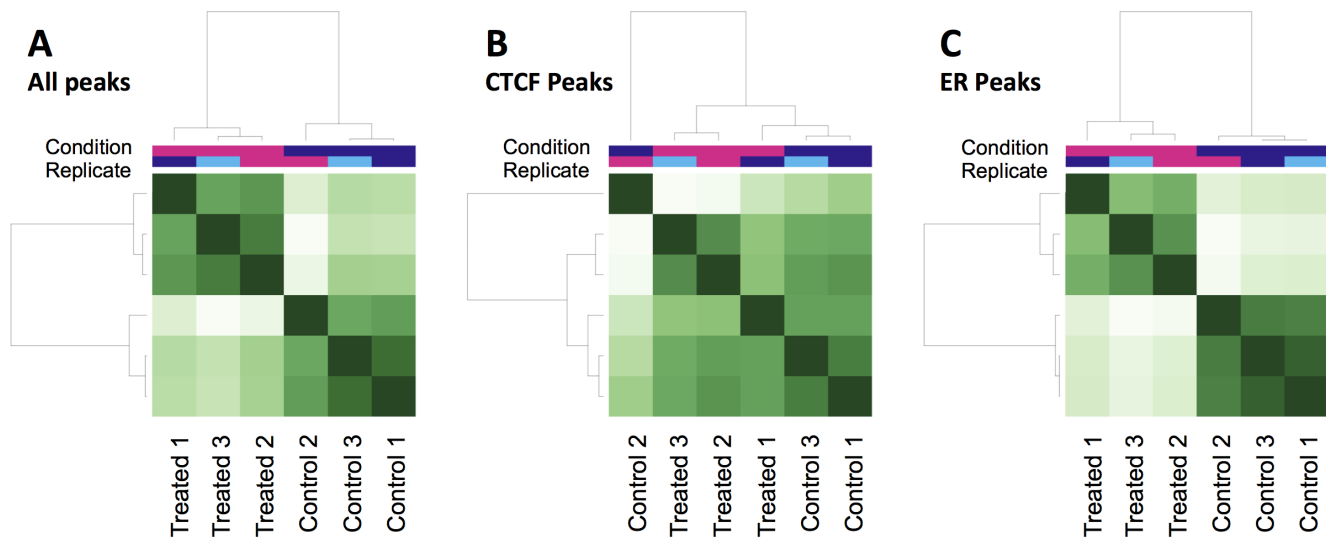 A
All peaks
Condition
Replicate
Treated 1
Treated 3
Treated 2
Control 2
Control 3
Control 1
B
CTCF Peaks
Condition
Replicate
Control 2
Treated 3
Treated 2
Treated 1
Control 3
Control 1
C
ER Peaks
Condition
Replicate
Treated 1
Treated 3
Treated 2
Control 2
Control 3
Control 1